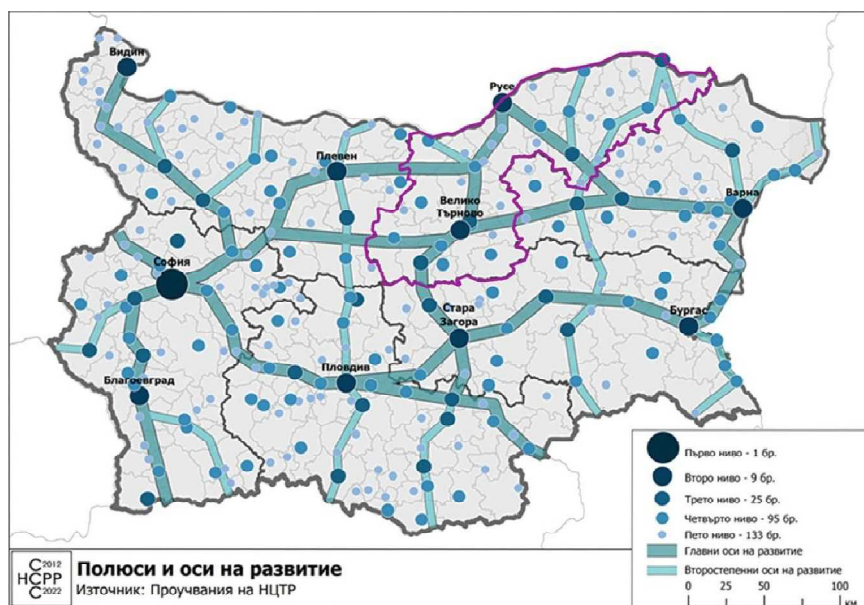 Видин
Русе
Плевен
Варна
Велико
Търново
София
Стара
Загора
Бургас
Пловдив
Благоевград
Първо ниво - 1 бр.
Второ ниво - 9 бр.
Трето ниво - 25 бр.
Четвърто ниво - 95 бр.
Пето ниво - 133 бр.
Главни оси на развитие
Второстепенни оси на развитие
0 25 50 100
км
C 2012
НСРР
C 2022
Полюси и оси на развитие
Източник: Проучвания на НЦТР